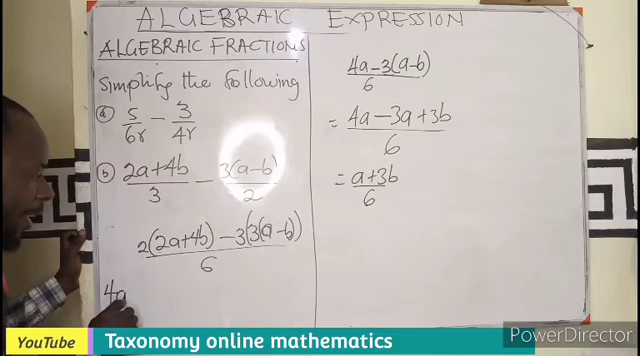 ALGEBRAIC EXPRESSION
ALGEBRAIC FRACTIONS
Simplify the following
(a) 5/6r - 3/4r
(b) (2a+4b)/3 - 3(a-b)/2
(2(2a+4b) - 3(3(a-b)))/6
4a
(4a-3(a-b))/6
= (4a-3a+3b)/6
= (a+3b)/6
YouTube Taxonomy online mathematics
PowerDirector